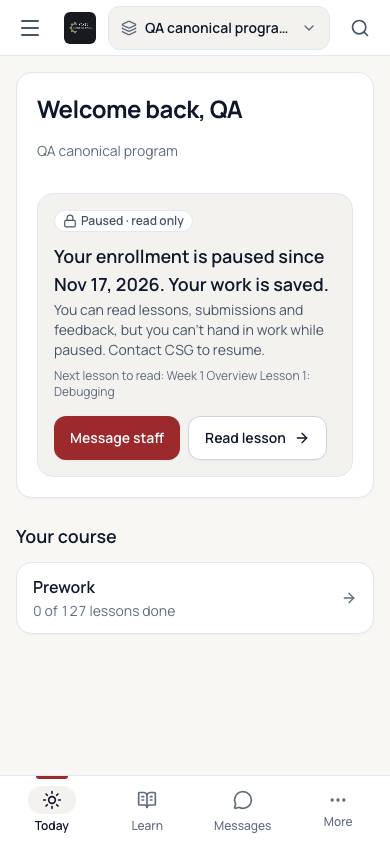 QA canonical progra...
Welcome back, QA
QA canonical program
Paused · read only
Your enrollment is paused since
Nov 17, 2026. Your work is saved.
You can read lessons, submissions and
feedback, but you can't hand in work while
paused. Contact CSG to resume.
Next lesson to read: Week 1 Overview Lesson 1:
Debugging
Message staff
Read lesson
Your course
Prework
0 of 127 lessons done
Today
Learn
Messages
More